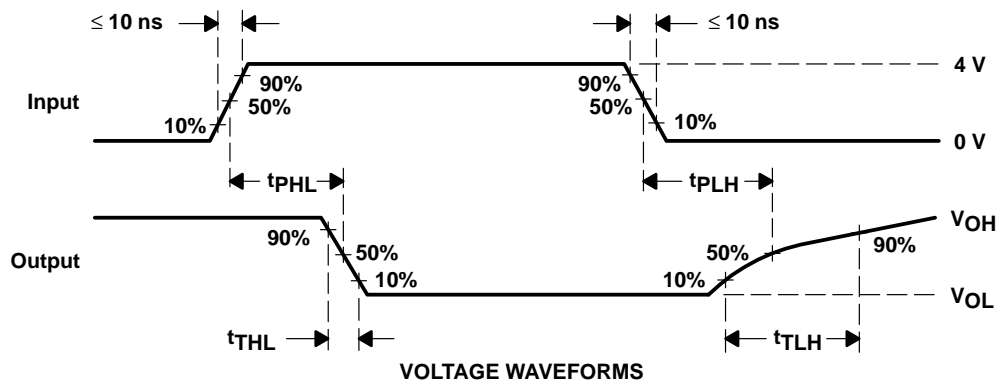 ≤ 10 ns
≤ 10 ns
4 V
90%
90%
Input
50%
50%
10%
10%
0 V
tPHL
tPLH
VOH
90%
50%
50%
90%
Output
10%
10%
VOL
tTHL
tTLH
VOLTAGE WAVEFORMS